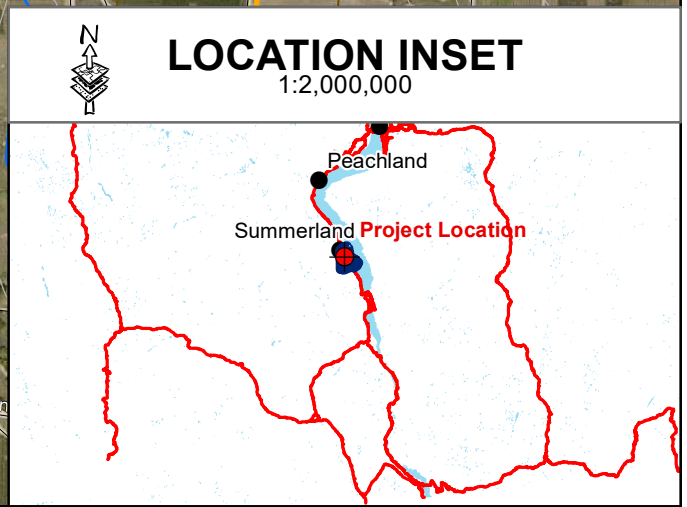 N
LOCATION INSET
1:2,000,000
Peachland
Summerland
Project Location